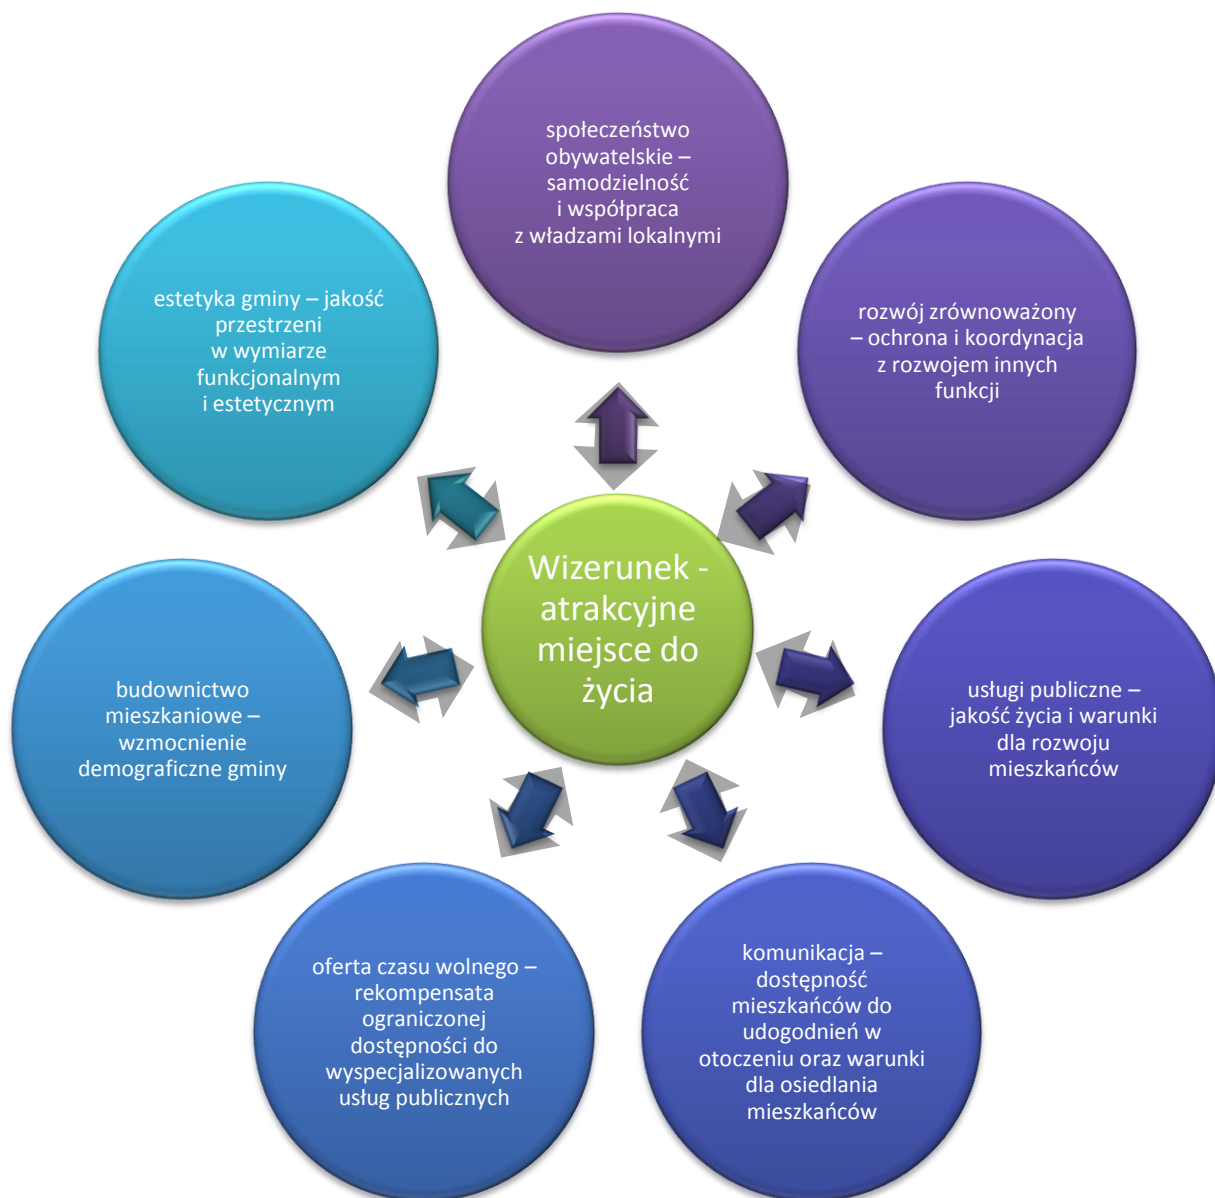 społeczeństwo
obywatelskie –
samodzielność
i współpraca
z władzami lokalnymi
rozwój zrównoważony
– ochrona i koordynacja
z rozwojem innych
funkcji
usługi publiczne –
jakość życia i warunki
dla rozwoju
mieszkańców
komunikacja –
dostępność
mieszkańców do
udogodnień w
otoczeniu oraz warunki
dla osiedlania
mieszkańców
oferta czasu wolnego –
rekompensata
ograniczonej
dostępności do
wyspecjalizowanych
usług publicznych
budownictwo
mieszkaniowe –
wzmocnienie
demograficzne gminy
estetyka gminy – jakość
przestrzeni
w wymiarze
funkcjonalnym
i estetycznym
Wizerunek -
atrakcyjne
miejsce do
życia